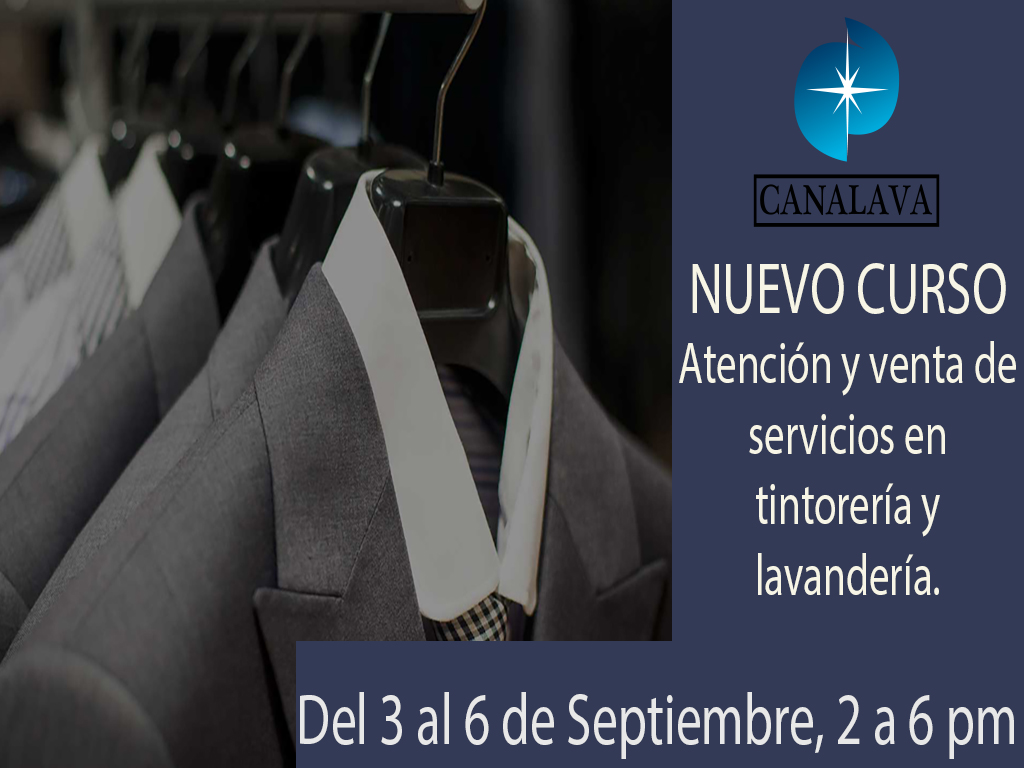 CANALAVA
NUEVO CURSO
Atención y venta de
servicios en
tintorería y
lavandería.
Del 3 al 6 de Septiembre, 2 a 6 pm